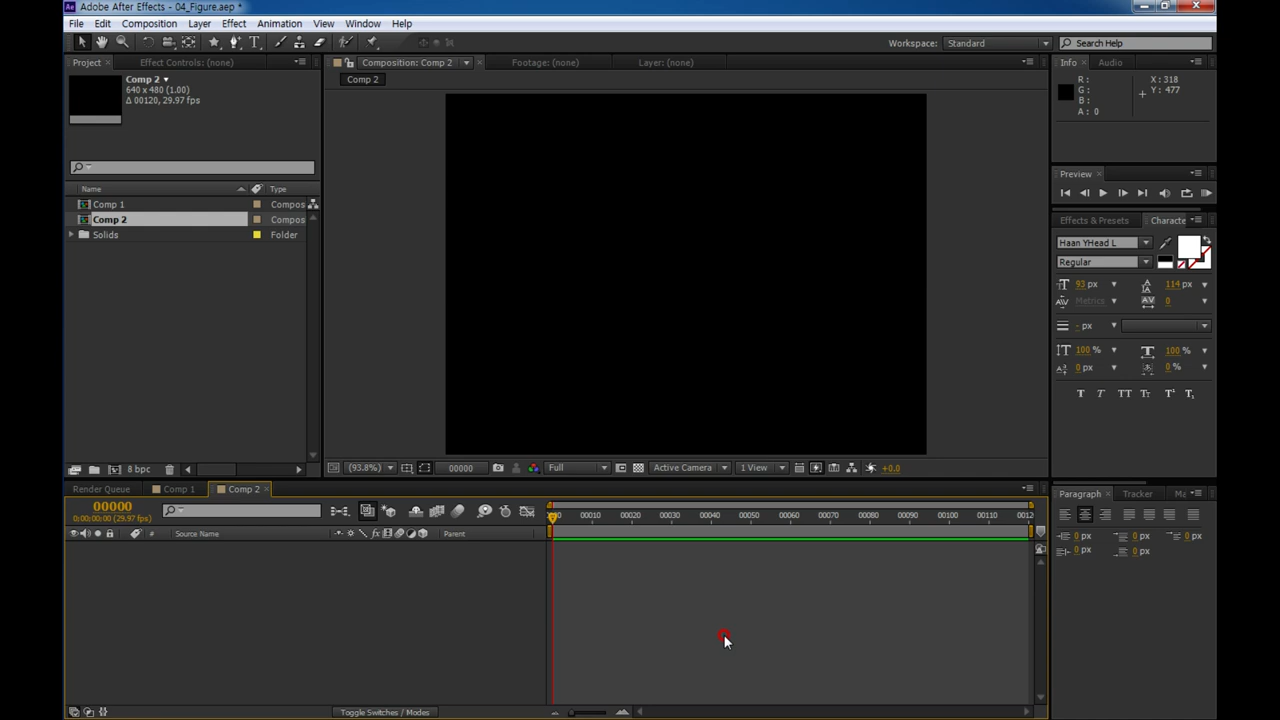 Adobe After Effects - 04_Figure.aep *
File Edit Composition Layer Effect Animation View Window Help
Workspace: Standard Search Help
Project Effect Controls: (none) Composition: Comp 2 Footage: (none) Layer: (none) Info Audio
Comp 2
Comp 2
640 x 480 (1.00)
Δ 00120, 29.97 fps
R:
G:
B:
A: 0
X: 318
Y: 477
Preview
Name Type
Comp 1 Compos
Comp 2 Compos
Solids Folder
Effects & Presets Characte
Haan YHead L
Regular
93 px 114 px
Metrics 0
- px
100 % 100 %
0 px 0 %
T T TT Tt T¹ T₁
8 bpc
(93.8%) 00000 Full Active Camera 1 View +0.0
Render Queue Comp 1 Comp 2
00000
0;00;00;00 (29.97 fps)
00010 00020 00030 00040 00050 00060 00070 00080 00090 00100 00110 0012
# Source Name fx Parent
Paragraph Tracker
0 px 0 px 0 px
0 px 0 px
Toggle Switches / Modes